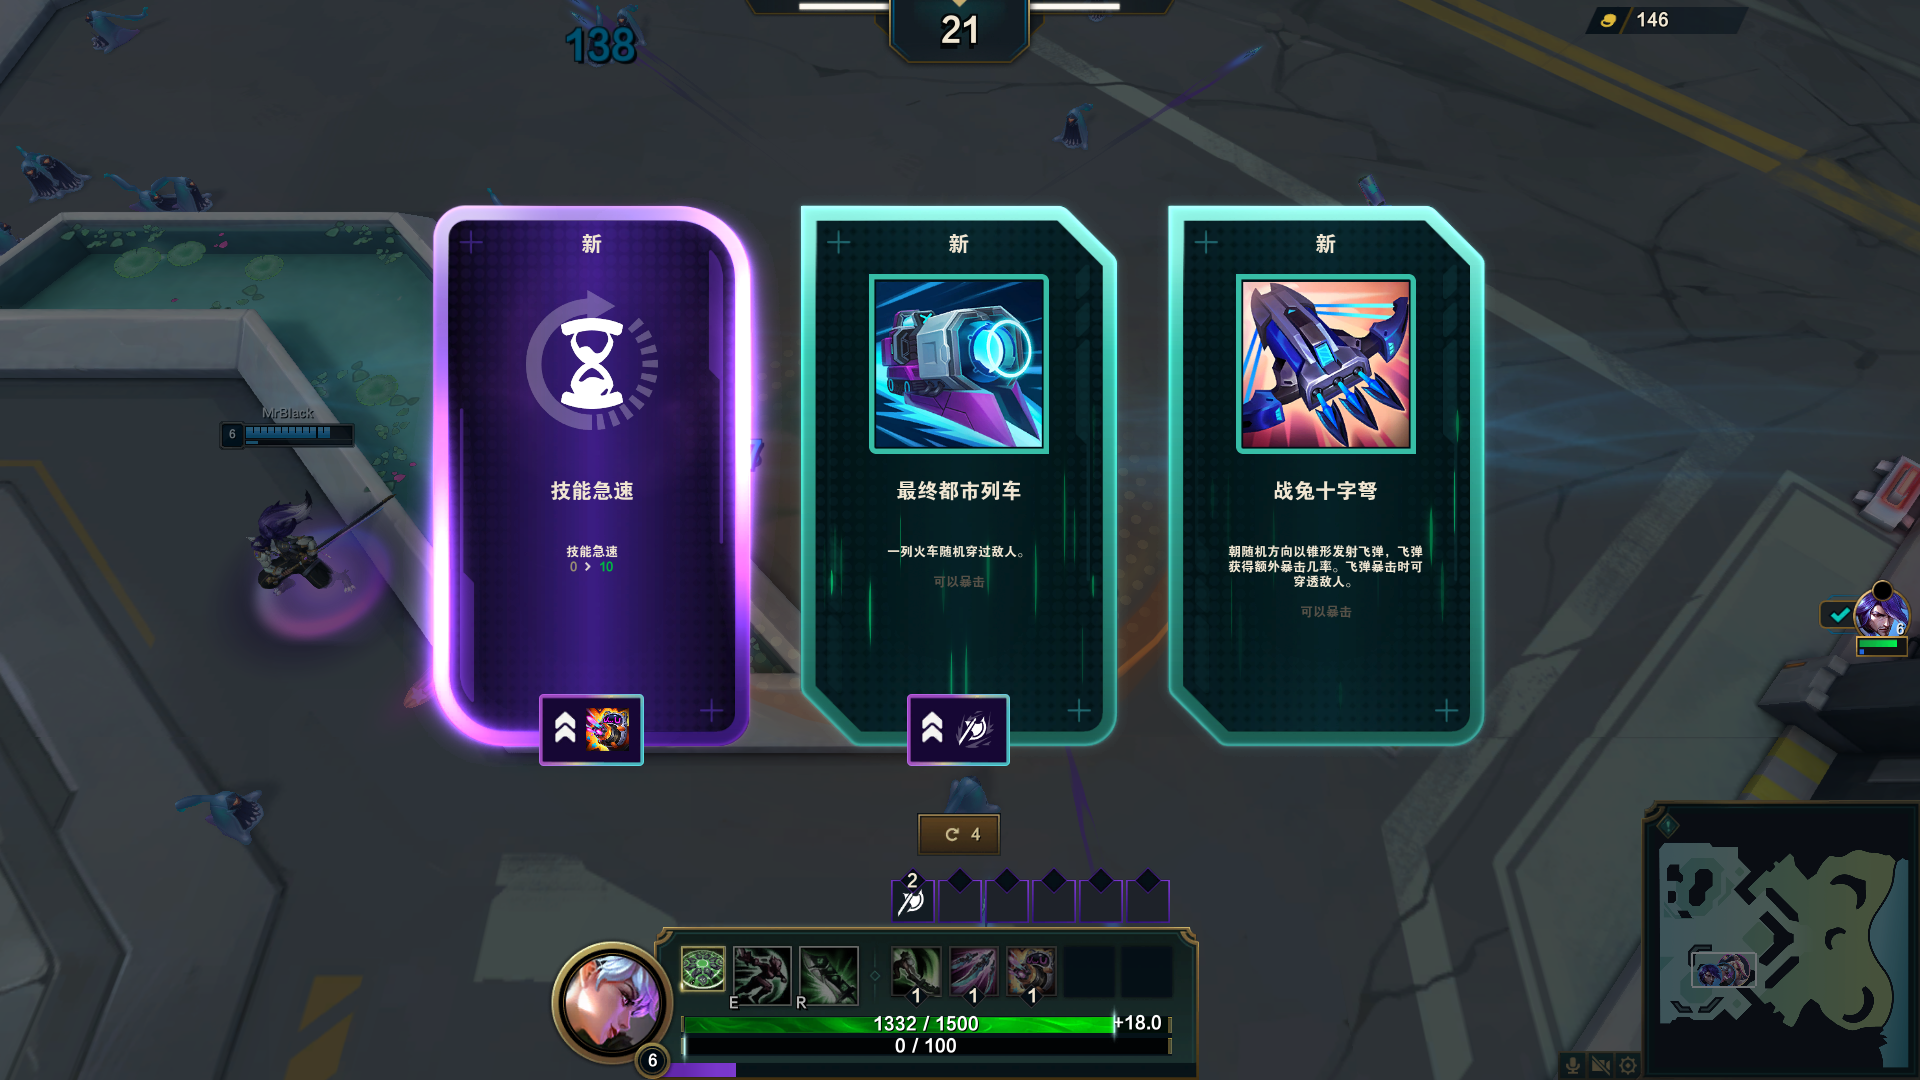 138
21
146
新
技能急速
技能急速
0 > 10
新
最终都市列车
一列火车随机穿过敌人。
可以暴击
新
战兔十字弩
朝随机方向以锥形发射飞弹，飞弹
获得额外暴击几率。飞弹暴击时可
穿透敌人。
可以暴击
MrBlack
6
6
4
2
E
R
1
1
1
1332 / 1500
+18.0
0 / 100
6